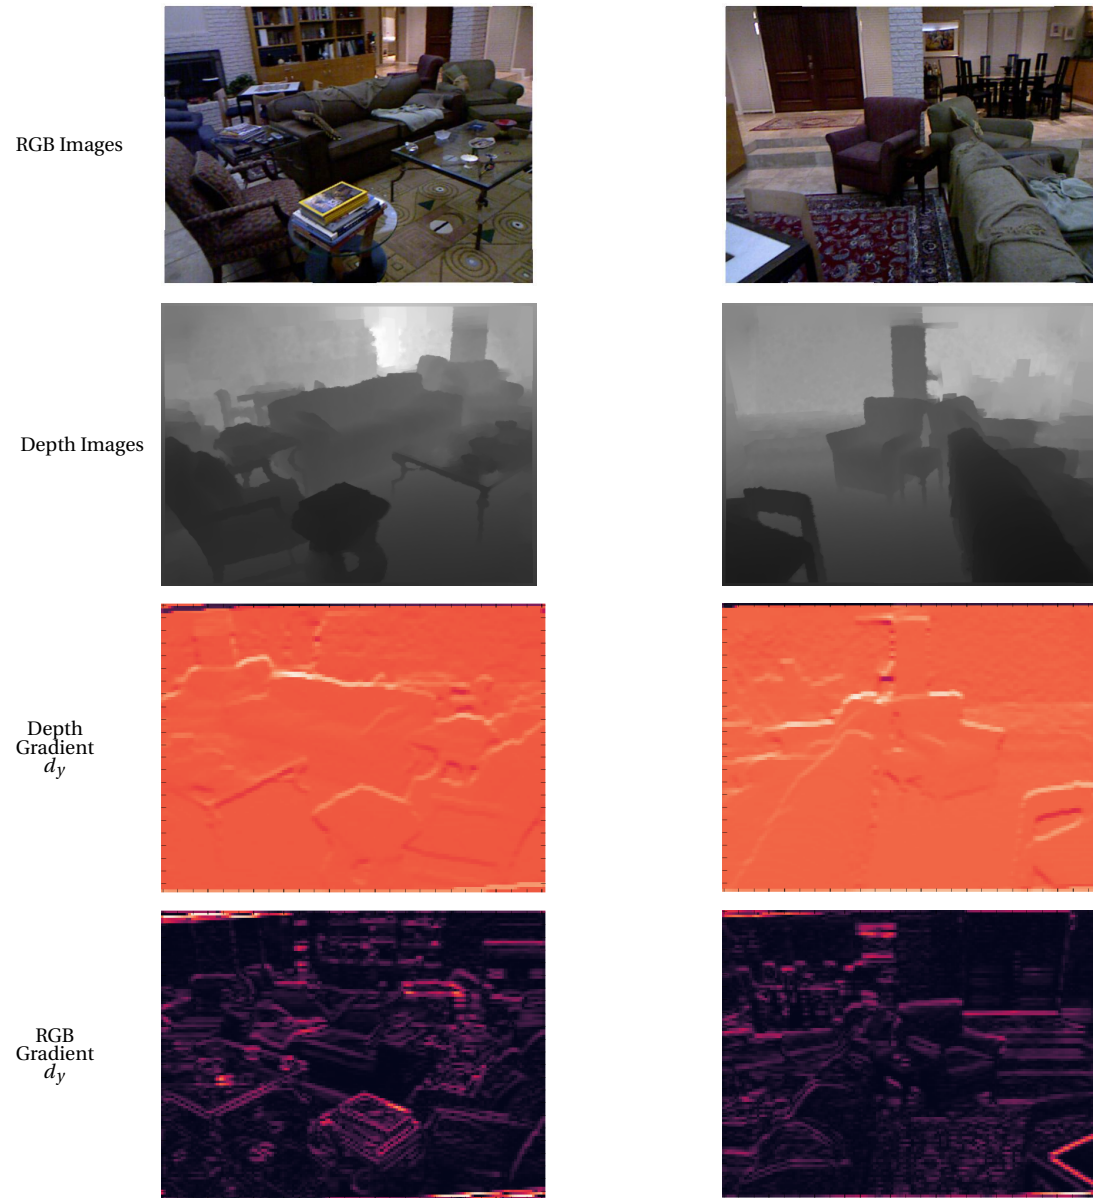 RGB Images
Depth Images
Depth
Gradient
d_y
RGB
Gradient
d_y